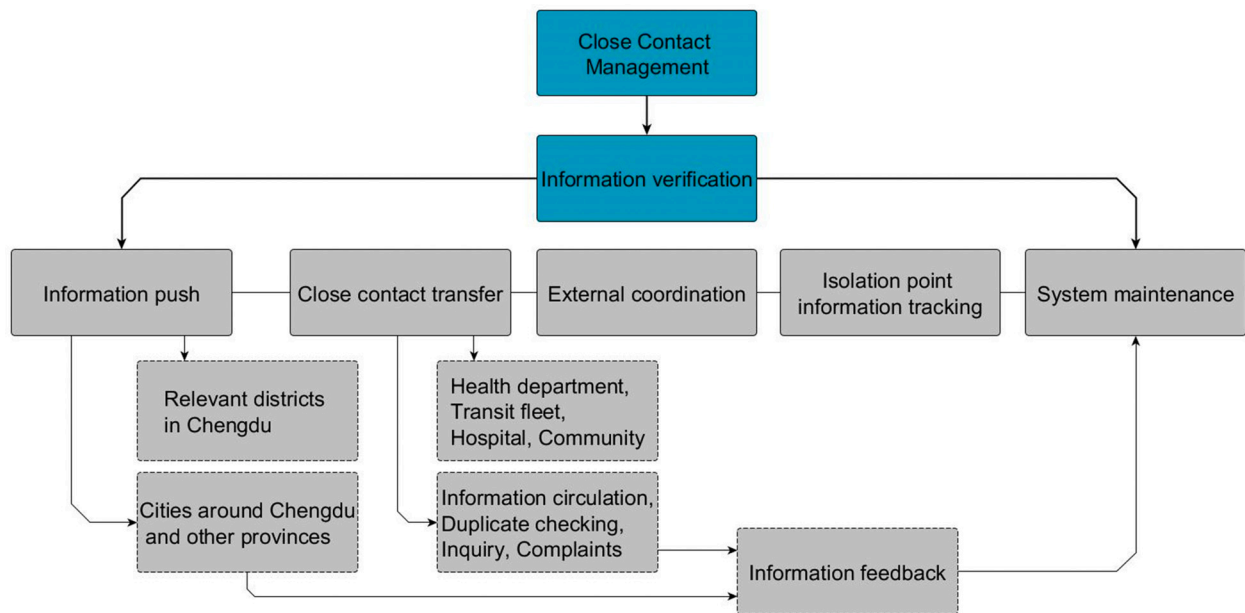 Close Contact
Management
Information verification
Information push
Close contact transfer
External coordination
Isolation point
information tracking
System maintenance
Relevant districts
in Chengdu
Health department,
Transit fleet,
Hospital, Community
Cities around Chengdu
and other provinces
Information circulation,
Duplicate checking,
Inquiry, Complaints
Information feedback